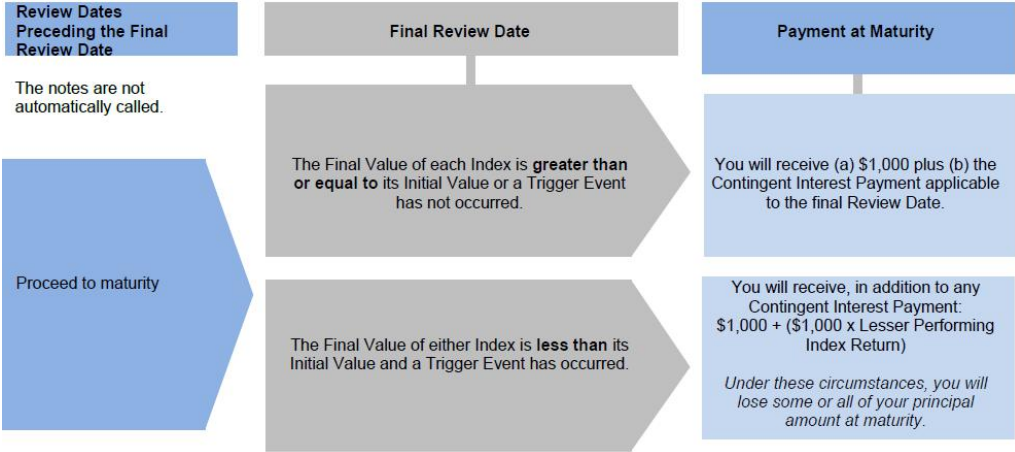 Review Dates
Preceding the Final
Review Date
The notes are not
automatically called.
Proceed to maturity
Final Review Date
The Final Value of each Index is greater than
or equal to its Initial Value or a Trigger Event
has not occurred.
The Final Value of either Index is less than its
Initial Value and a Trigger Event has occurred.
Payment at Maturity
You will receive (a) $1,000 plus (b) the
Contingent Interest Payment applicable
to the final Review Date.
You will receive, in addition to any
Contingent Interest Payment:
$1,000 + ($1,000 x Lesser Performing
Index Return)
Under these circumstances, you will
lose some or all of your principal
amount at maturity.